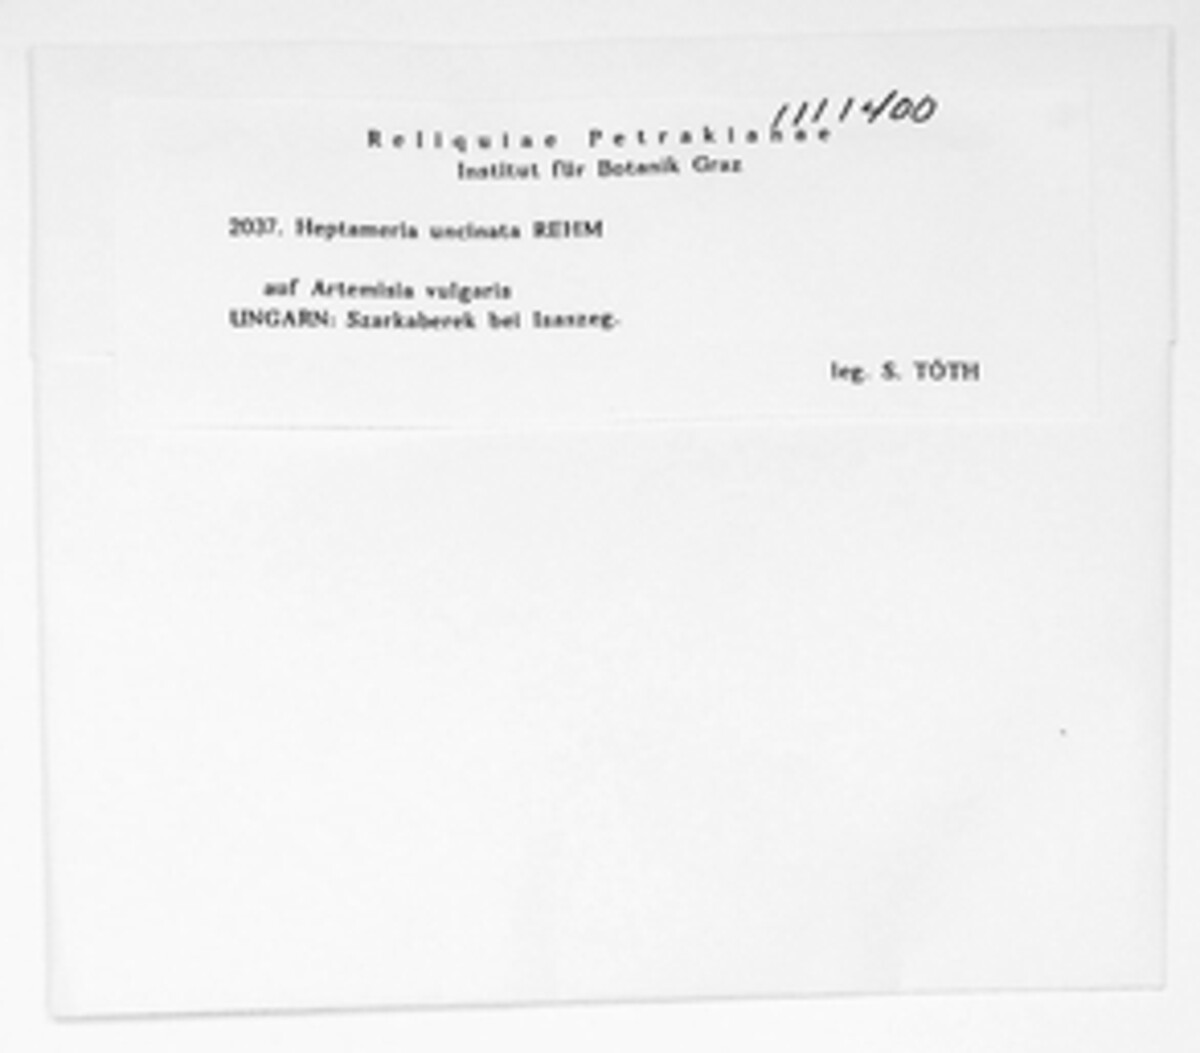 111400
Reliquiae Petrakianae
Institut für Botanik Graz
2037. Heptameria uncinata REHM
auf Artemisia vulgaris
UNGARN: Szarkaberek bei Isaszeg.
leg. S. TÓTH